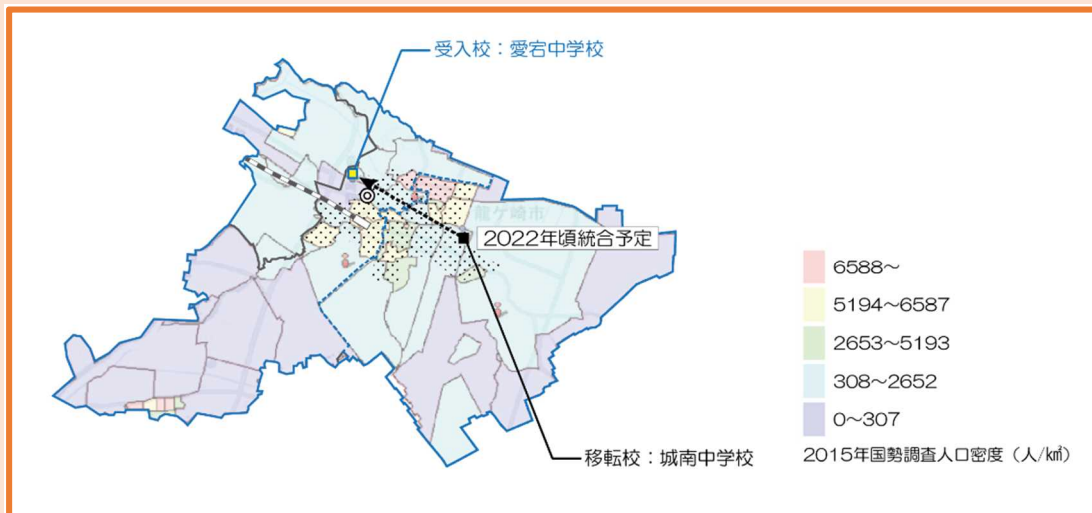 受入校：愛宕中学校
龍ケ崎市
2022年頃統合予定
移転校：城南中学校
6588～
5194～6587
2653～5193
308～2652
0～307
2015年国勢調査人口密度（人/㎢）